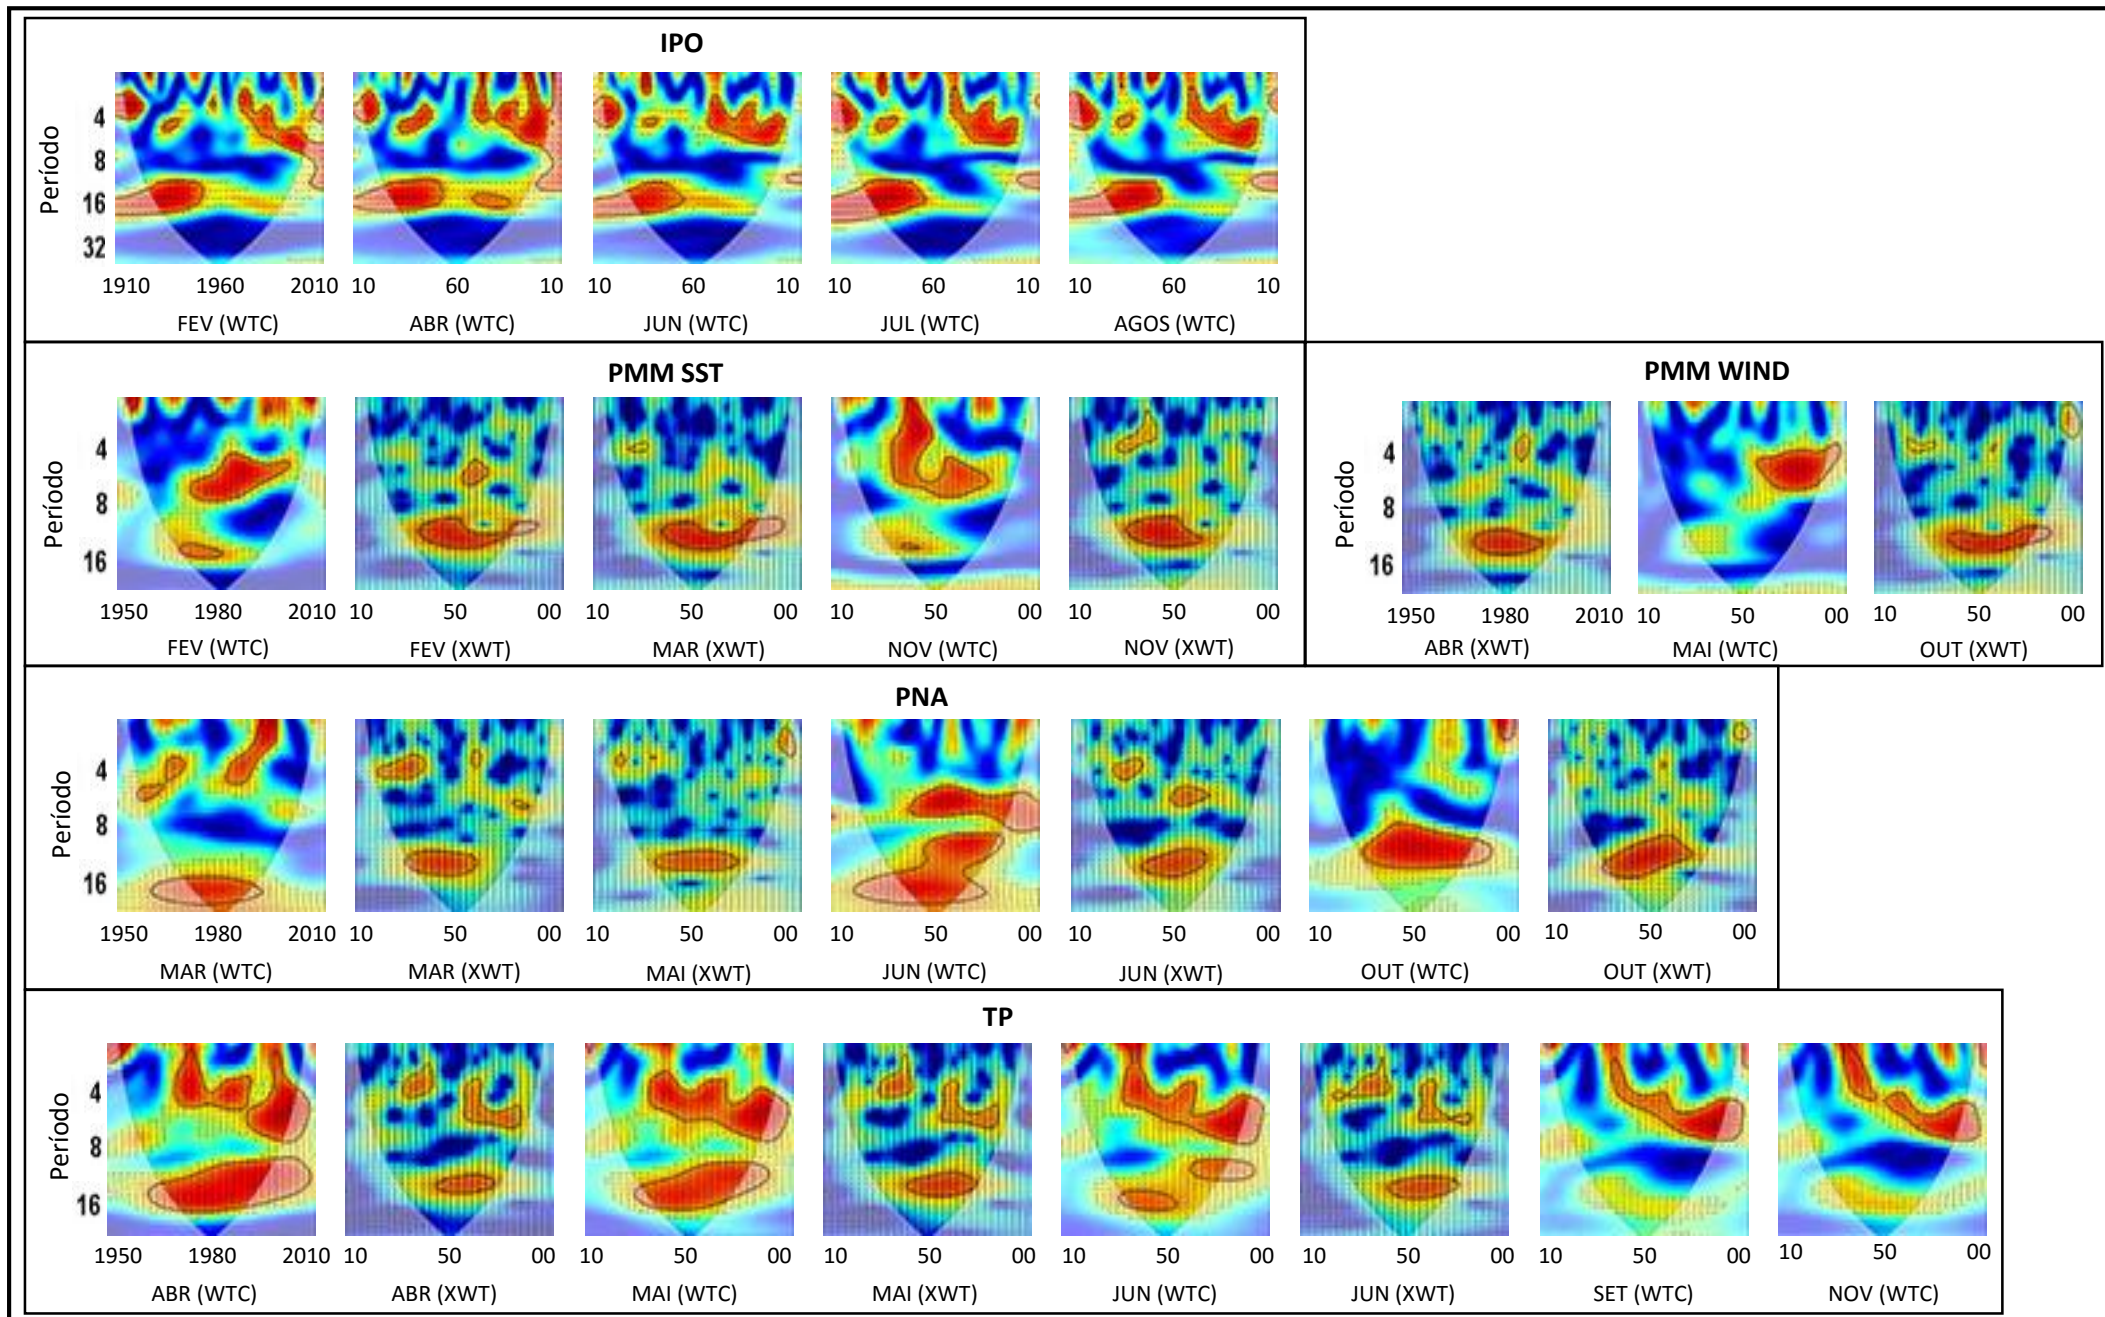 IPO
Período
4
8
16
32
1910 1960 2010 10 60 10 10 60 10 10 60 10 10 60 10
FEV (WTC) ABR (WTC) JUN (WTC) JUL (WTC) AGOS (WTC)
PMM SST
Período
4
8
16
1950 1980 2010 10 50 00 10 50 00 10 50 00 10 50 00
FEV (WTC) FEV (XWT) MAR (XWT) NOV (WTC) NOV (XWT)
PMM WIND
Período
4
8
16
1950 1980 2010 10 50 00 10 50 00
ABR (XWT) MAI (WTC) OUT (XWT)
PNA
Período
4
8
16
1950 1980 2010 10 50 00 10 50 00 10 50 00 10 50 00 10 50 00 10 50 00
MAR (WTC) MAR (XWT) MAI (XWT) JUN (WTC) JUN (XWT) OUT (WTC) OUT (XWT)
TP
Período
4
8
16
1950 1980 2010 10 50 00 10 50 00 10 50 00 10 50 00 10 50 00 10 50 00 10 50 00
ABR (WTC) ABR (XWT) MAI (WTC) MAI (XWT) JUN (WTC) JUN (XWT) SET (WTC) NOV (WTC)